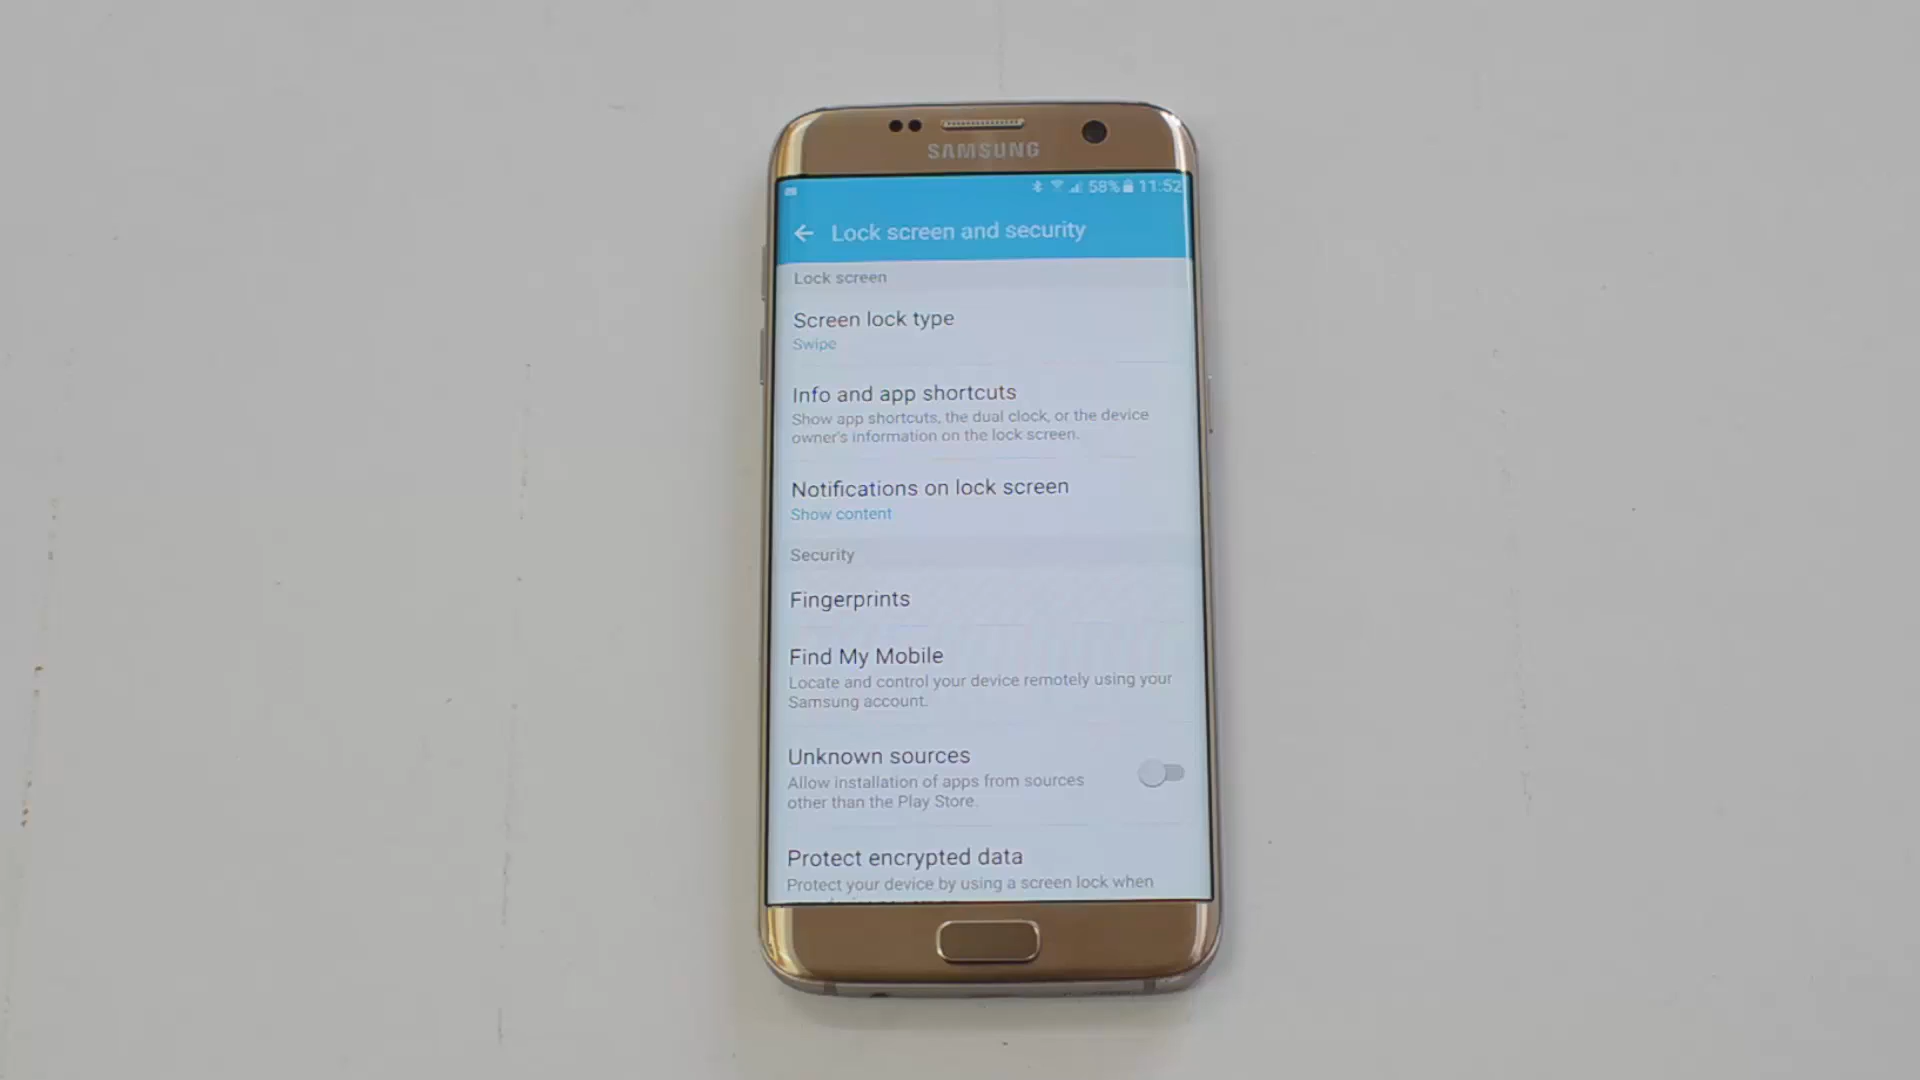 SAMSUNG
58% 11:52
Lock screen and security
Lock screen
Screen lock type
Swipe
Info and app shortcuts
Show app shortcuts, the dual clock, or the device
owner's information on the lock screen.
Notifications on lock screen
Show content
Security
Fingerprints
Find My Mobile
Locate and control your device remotely using your
Samsung account.
Unknown sources
Allow installation of apps from sources
other than the Play Store.
Protect encrypted data
Protect your device by using a screen lock when